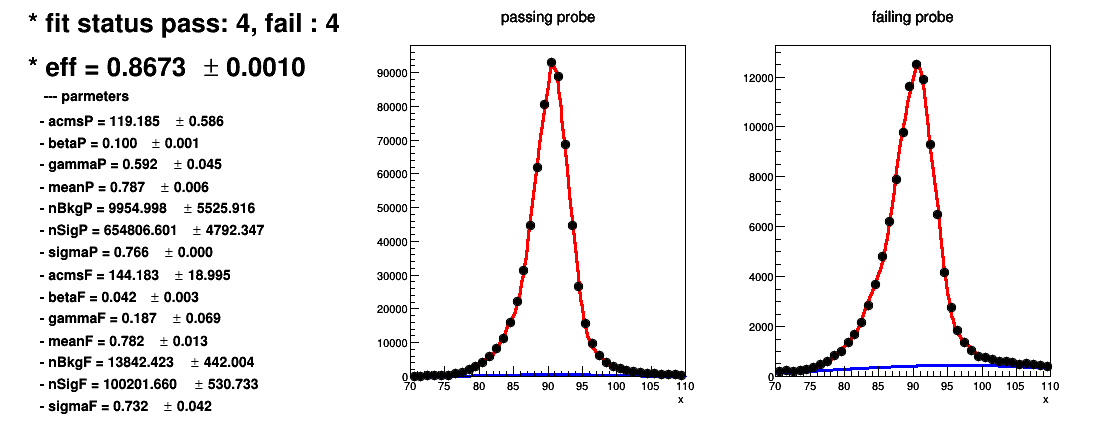 * fit status pass: 4, fail : 4
* eff = 0.8673 ± 0.0010
--- parmeters
- acmsP = 119.185 ± 0.586
- betaP = 0.100 ± 0.001
- gammaP = 0.592 ± 0.045
- meanP = 0.787 ± 0.006
- nBkgP = 9954.998 ± 5525.916
- nSigP = 654806.601 ± 4792.347
- sigmaP = 0.766 ± 0.000
- acmsF = 144.183 ± 18.995
- betaF = 0.042 ± 0.003
- gammaF = 0.187 ± 0.069
- meanF = 0.782 ± 0.013
- nBkgF = 13842.423 ± 442.004
- nSigF = 100201.660 ± 530.733
- sigmaF = 0.732 ± 0.042
passing probe
90000
80000
70000
60000
50000
40000
30000
20000
10000
0
70 75 80 85 90 95 100 105 110
x
failing probe
12000
10000
8000
6000
4000
2000
0
70 75 80 85 90 95 100 105 110
x